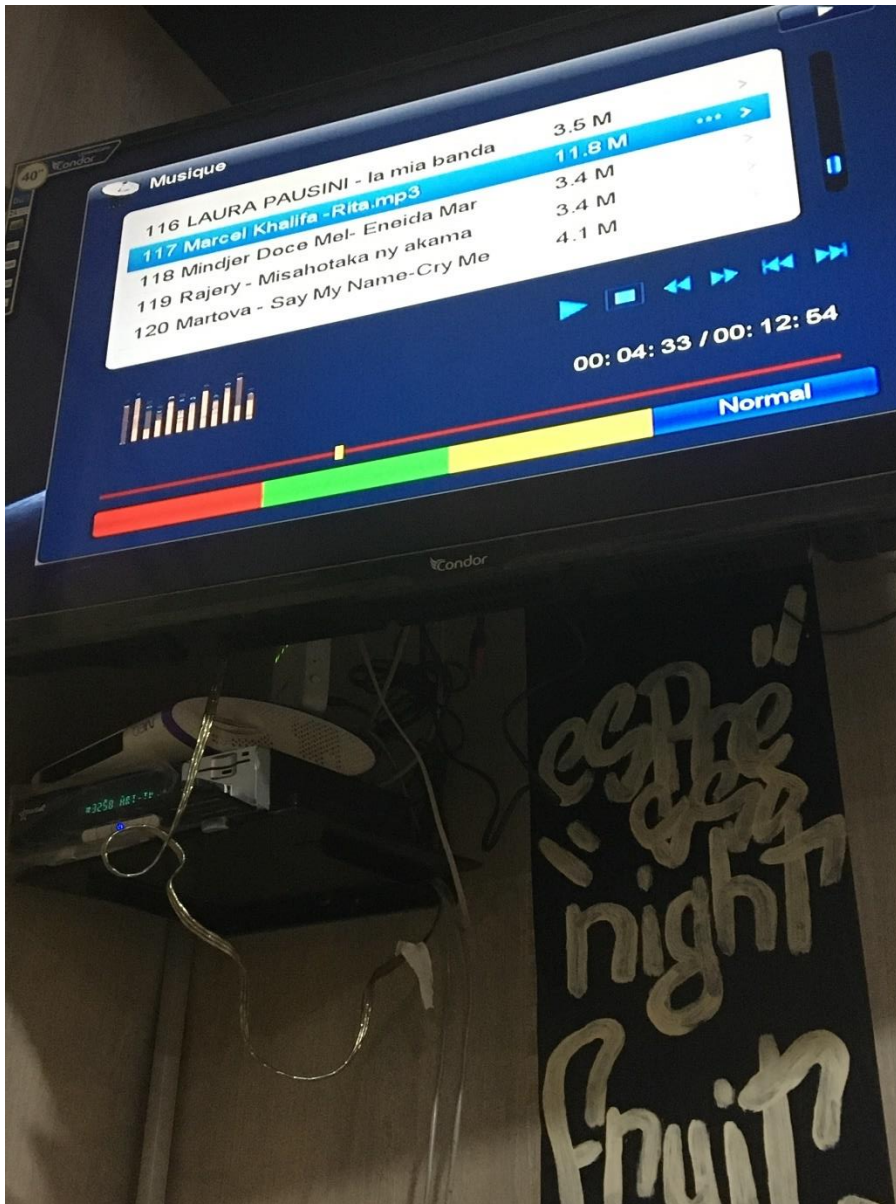 40"
Condor
Musique
116 LAURA PAUSINI - la mia banda 3.5 M
117 Marcel Khalifa -Rita.mp3 11.8 M
118 Mindjer Doce Mel- Eneida Mar 3.4 M
119 Rajery - Misahotaka ny akama 3.4 M
120 Martova - Say My Name-Cry Me 4.1 M
00: 04: 33 / 00: 12: 54
Normal
Condor
espresso
night
fruit